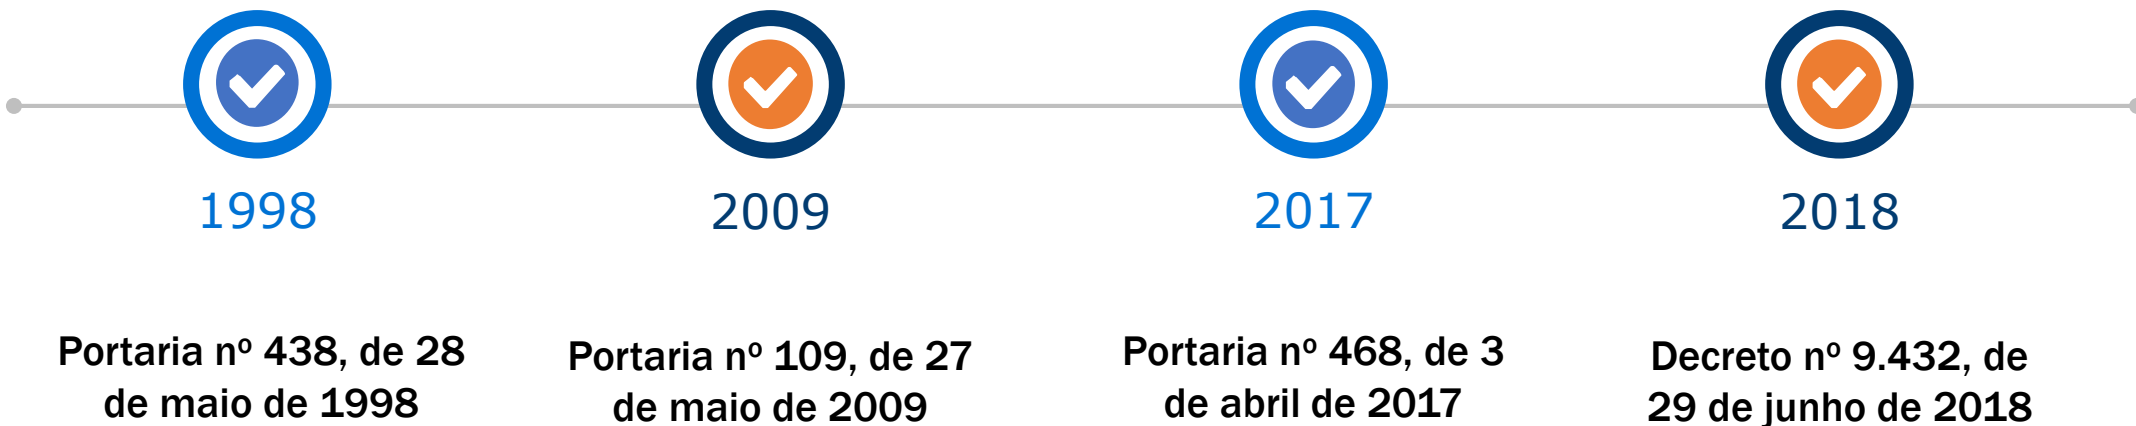 1998
2009
2017
2018
Portaria nº 438, de 28
de maio de 1998
Portaria nº 109, de 27
de maio de 2009
Portaria nº 468, de 3
de abril de 2017
Decreto nº 9.432, de
29 de junho de 2018